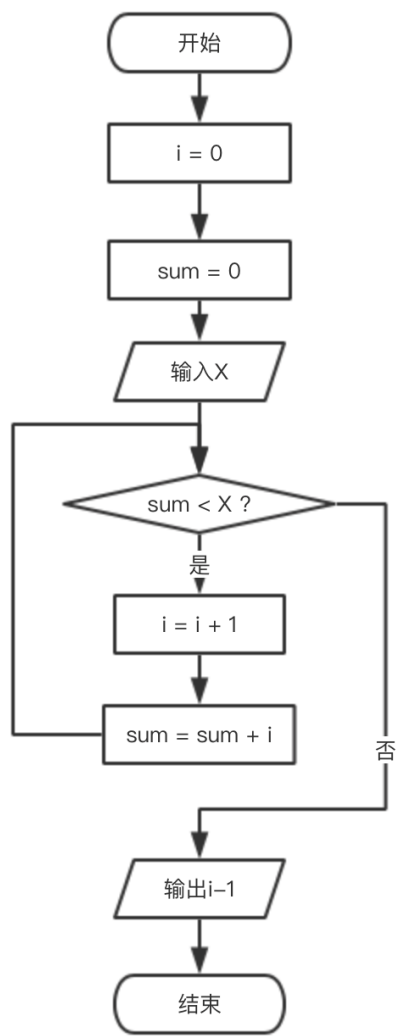 开始
i = 0
sum = 0
输入X
sum < X ?
是
i = i + 1
sum = sum + i
否
输出i-1
结束